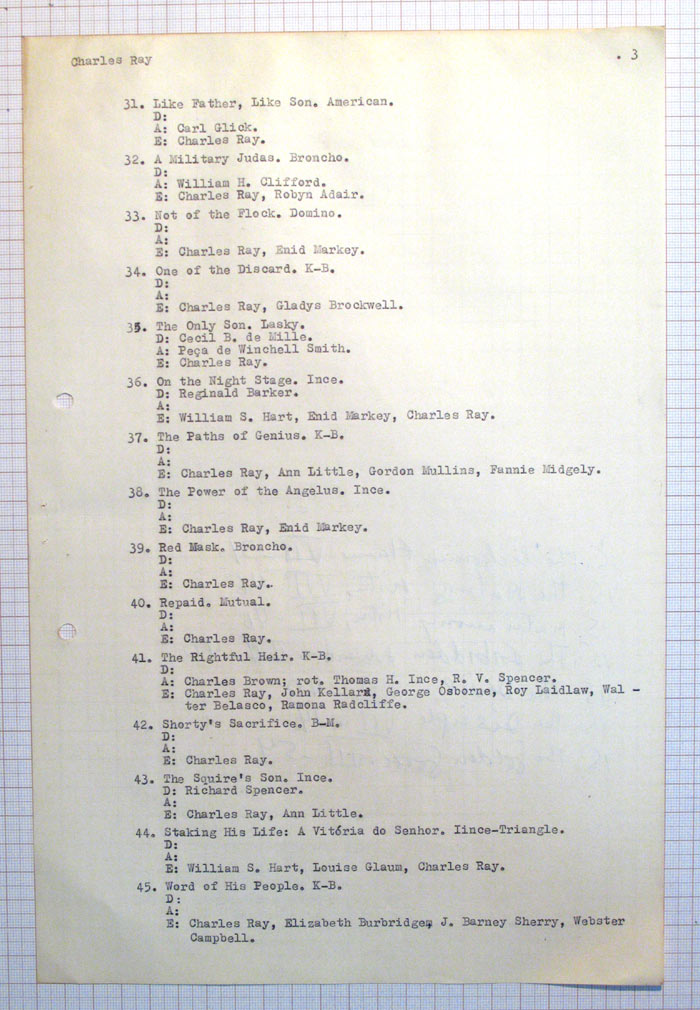 Charles Ray . 3
31. Like Father, Like Son. American.
D:
A: Carl Glick.
E: Charles Ray.
32. A Military Judas. Broncho.
D:
A: William H. Clifford.
E: Charles Ray, Robyn Adair.
33. Not of the Flock. Domino.
D:
A:
E: Charles Ray, Enid Markey.
34. One of the Discard. K-B.
D:
A:
E: Charles Ray, Gladys Brockwell.
35. The Only Son. Lasky.
D: Cecil B. de Mille.
A: Peça de Winchell Smith.
E: Charles Ray.
36. On the Night Stage. Ince.
D: Reginald Barker.
A:
E: William S. Hart, Enid Markey, Charles Ray.
37. The Paths of Genius. K-B.
D:
A:
E: Charles Ray, Ann Little, Gordon Mullins, Fannie Midgely.
38. The Power of the Angelus. Ince.
D:
A:
E: Charles Ray, Enid Markey.
39. Red Mask. Broncho.
D:
A:
E: Charles Ray.
40. Repaid. Mutual.
D:
A:
E: Charles Ray.
41. The Rightful Heir. K-B.
D:
A: Charles Brown; rot. Thomas H. Ince, R. V. Spencer.
E: Charles Ray, John Kellard, George Osborne, Roy Laidlaw, Wal -
ter Belasco, Ramona Radcliffe.
42. Shorty's Sacrifice. B-M.
D:
A:
E: Charles Ray.
43. The Squire's Son. Ince.
D: Richard Spencer.
A:
E: Charles Ray, Ann Little.
44. Staking His Life: A Vitória do Senhor. Iince-Triangle.
D:
A:
E: William S. Hart, Louise Glaum, Charles Ray.
45. Word of His People. K-B.
D:
A:
E: Charles Ray, Elizabeth Burbridge, J. Barney Sherry, Webster
Campbell.